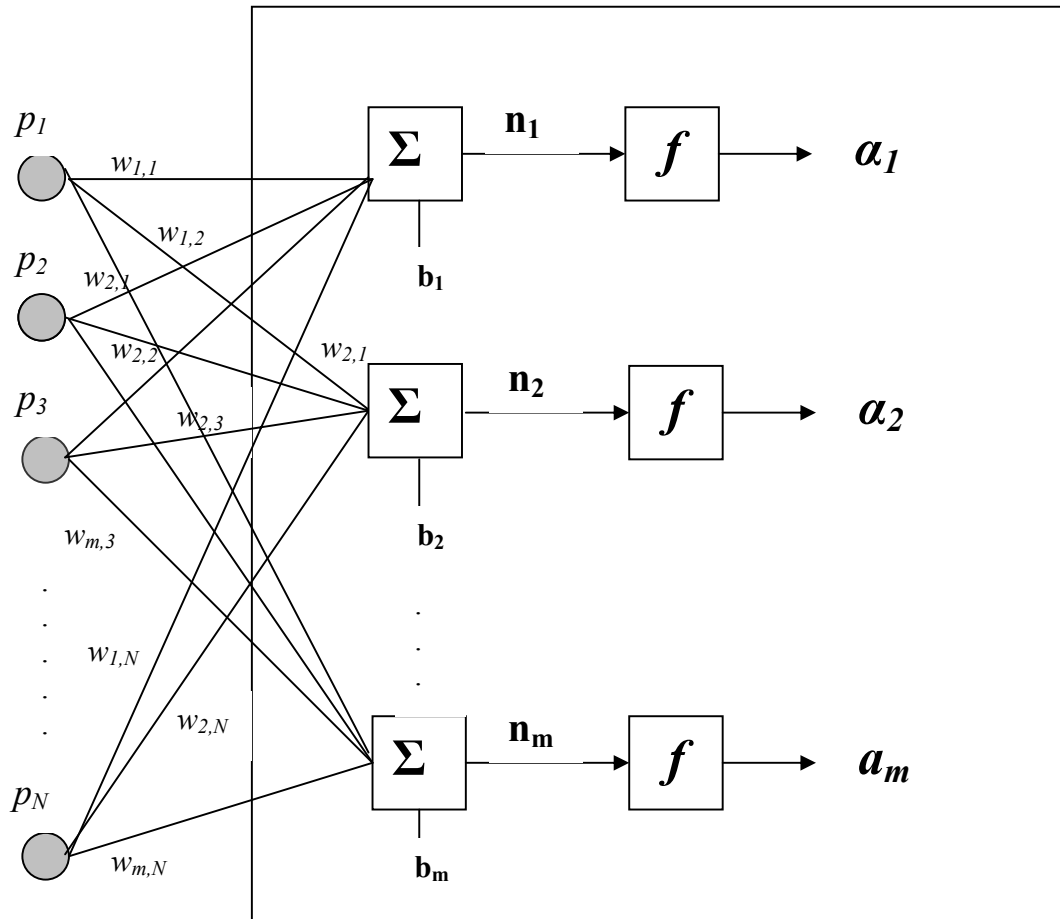 p1
w1,1
Σ
n1
f
α1
w1,2
b1
p2
w2,1
w2,2
w2,1
Σ
n2
f
α2
p3
w2,3
b2
wm,3
w1,N
w2,N
Σ
nm
f
am
pN
wm,N
bm